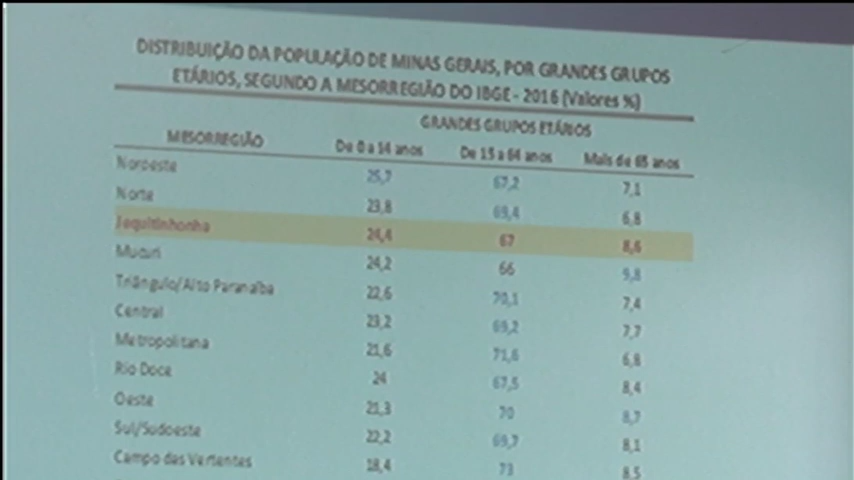 DISTRIBUIÇÃO DA POPULAÇÃO DE MINAS GERAIS, POR GRANDES GRUPOS
ETÁRIOS, SEGUNDO A MESORREGIÃO DO IBGE - 2016 (Valores %)
GRANDES GRUPOS ETÁRIOS
MESORREGIÃO De 0 a 14 anos De 15 a 64 anos Mais de 65 anos
Noroeste 25,7 67,2 7,1
Norte 23,8 69,4 6,8
Jequitinhonha 24,4 67 8,6
Mucuri 24,2 66 9,8
Triângulo/Alto Paranaíba 22,6 70,1 7,4
Central 23,2 69,2 7,7
Metropolitana 21,6 71,6 6,8
Rio Doce 24 67,5 8,4
Oeste 21,3 70 8,7
Sul/Sudoeste 22,2 69,7 8,1
Campo das Vertentes 18,4 73 8,5